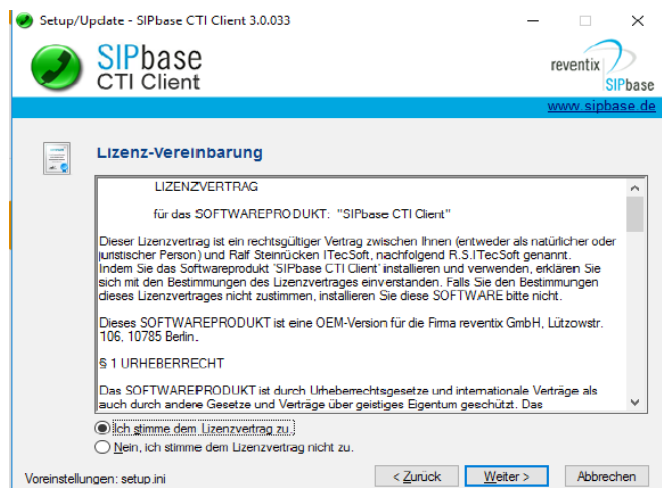 Setup/Update - SIPbase CTI Client 3.0.033
SIPbase
CTI Client
reventix
SIPbase
www.sipbase.de
Lizenz-Vereinbarung
LIZENZVERTRAG
für das SOFTWAREPRODUKT: "SIPbase CTI Client"
Dieser Lizenzvertrag ist ein rechtsgültiger Vertrag zwischen Ihnen (entweder als natürlicher oder
juristischer Person) und Ralf Steinrücken ITecSoft, nachfolgend R.S.ITecSoft genannt.
Indem Sie das Softwareprodukt "SIPbase CTI Client" installieren und verwenden, erklären Sie
sich mit den Bestimmungen des Lizenzvertrages einverstanden. Falls Sie den Bestimmungen
dieses Lizenzvertrages nicht zustimmen, installieren Sie diese SOFTWARE bitte nicht.
Dieses SOFTWAREPRODUKT ist eine OEM-Version für die Firma reventix GmbH, Lützowstr.
106, 10785 Berlin.
§ 1 URHEBERRECHT
Das SOFTWAREPRODUKT ist durch Urheberrechtsgesetze und internationale Verträge als
auch durch andere Gesetze und Verträge über geistiges Eigentum geschützt. Das
Ich stimme dem Lizenzvertrag zu.
Nein, ich stimme dem Lizenzvertrag nicht zu.
Voreinstellungen: setup.ini
< Zurück
Weiter >
Abbrechen